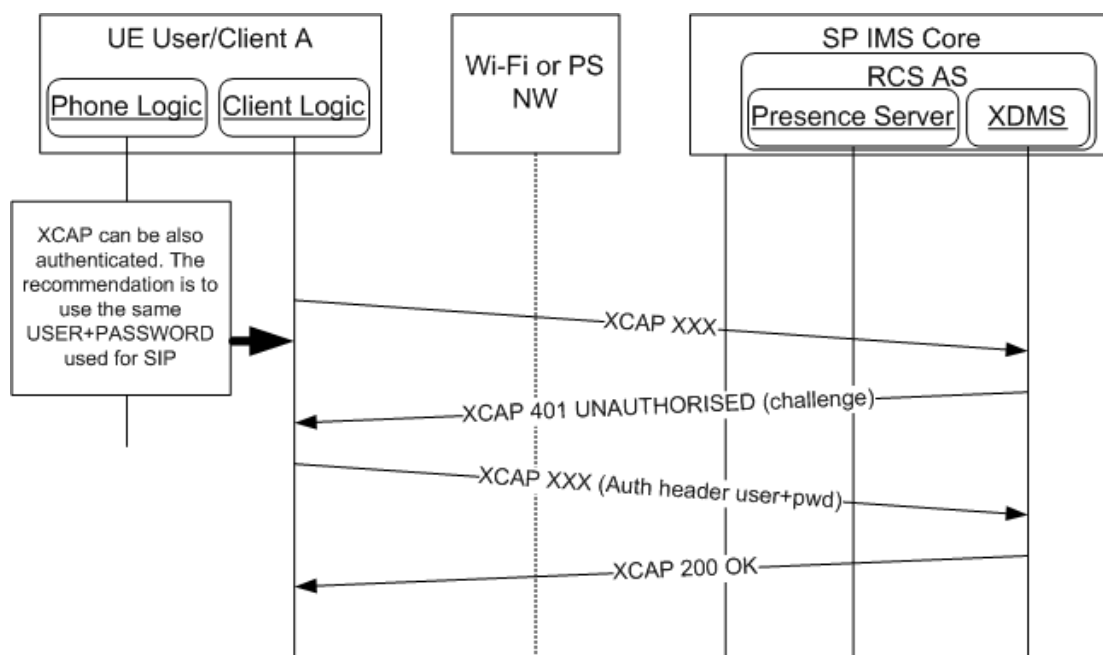 UE User/Client A
Phone Logic
Client Logic
Wi-Fi or PS
NW
SP IMS Core
RCS AS
Presence Server
XDMS
XCAP can be also
authenticated. The
recommendation is to
use the same
USER+PASSWORD
used for SIP
XCAP XXX
XCAP 401 UNAUTHORISED (challenge)
XCAP XXX (Auth header user+pwd)
XCAP 200 OK